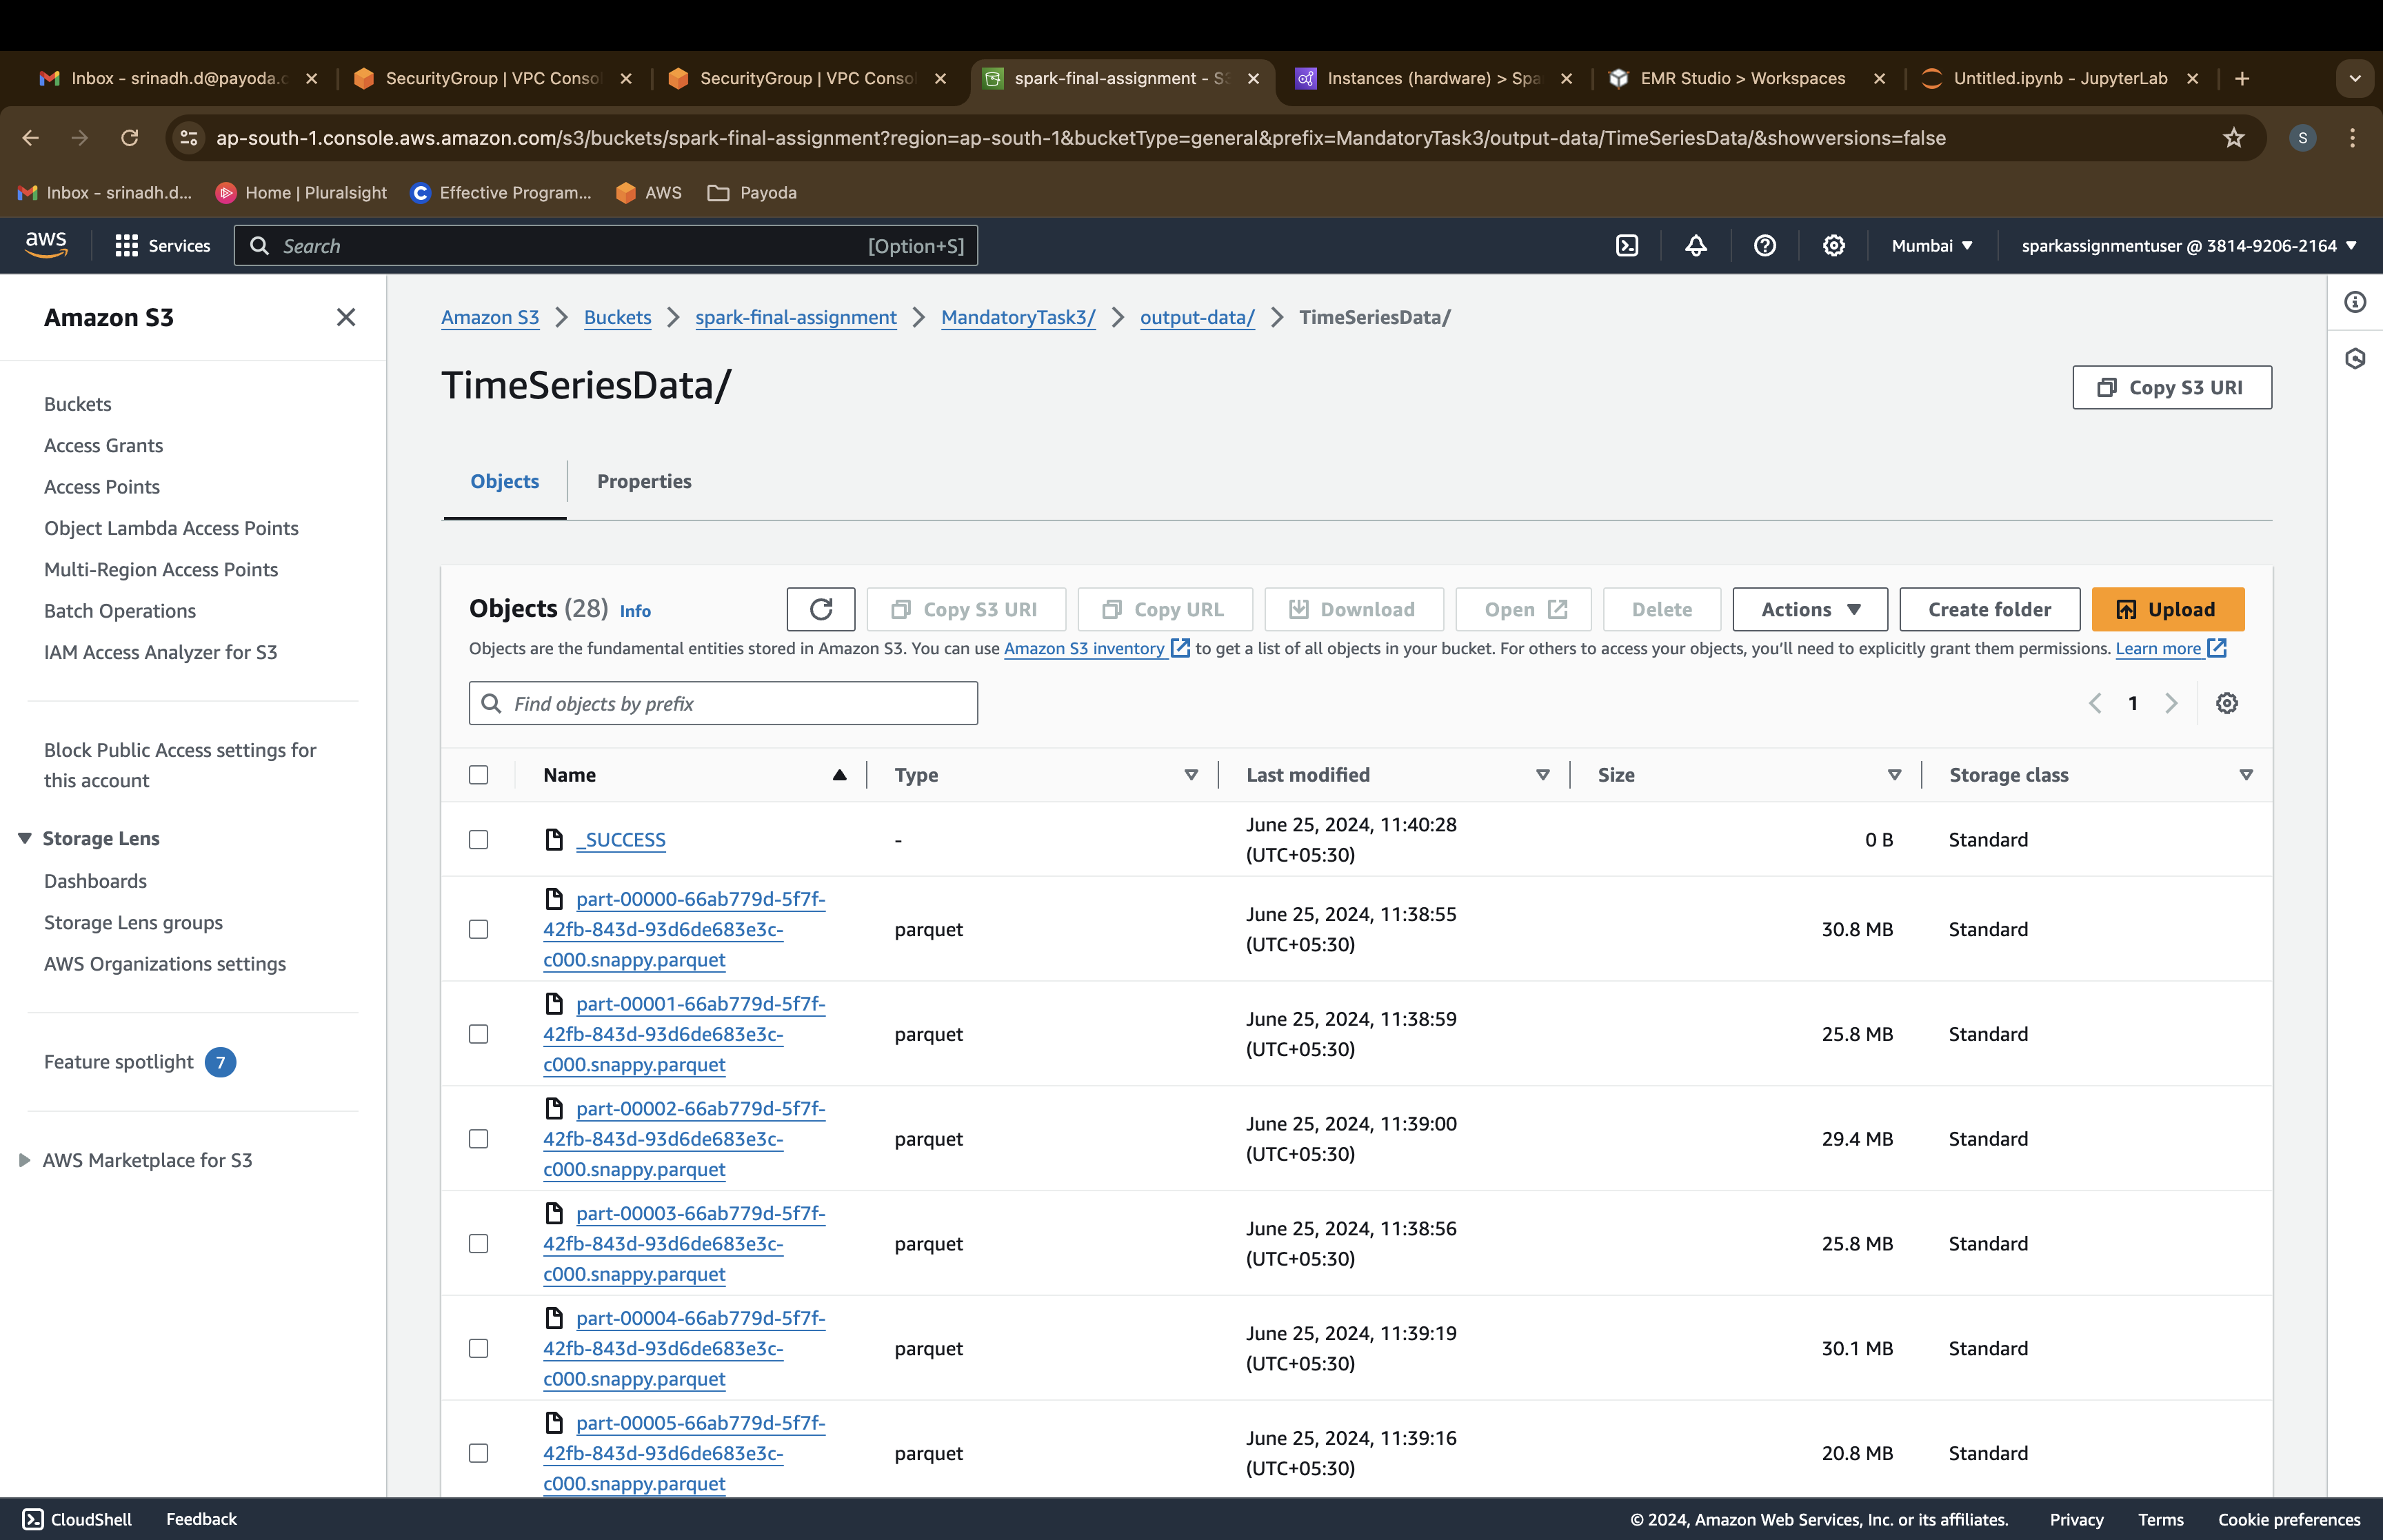 Inbox - srinadh.d@payoda.c
SecurityGroup | VPC Consol
SecurityGroup | VPC Consol
spark-final-assignment - S3
Instances (hardware) > Spa
EMR Studio > Workspaces
Untitled.ipynb - JupyterLab
ap-south-1.console.aws.amazon.com/s3/buckets/spark-final-assignment?region=ap-south-1&bucketType=general&prefix=MandatoryTask3/output-data/TimeSeriesData/&showversions=false
S
Inbox - srinadh.d...
Home | Pluralsight
C
Effective Program...
AWS
Payoda
aws
Services
Search
[Option+S]
Mumbai
sparkassignmentuser @ 3814-9206-2164
Amazon S3
Buckets
Access Grants
Access Points
Object Lambda Access Points
Multi-Region Access Points
Batch Operations
IAM Access Analyzer for S3
Block Public Access settings for
this account
Storage Lens
Dashboards
Storage Lens groups
AWS Organizations settings
Feature spotlight 7
AWS Marketplace for S3
Amazon S3 > Buckets > spark-final-assignment > MandatoryTask3/ > output-data/ > TimeSeriesData/
TimeSeriesData/
Copy S3 URI
Objects
Properties
Objects (28) Info
Copy S3 URI
Copy URL
Download
Open
Delete
Actions
Create folder
Upload
Objects are the fundamental entities stored in Amazon S3. You can use Amazon S3 inventory to get a list of all objects in your bucket. For others to access your objects, you'll need to explicitly grant them permissions. Learn more
Find objects by prefix
1
Name
Type
Last modified
Size
Storage class
_SUCCESS
-
June 25, 2024, 11:40:28
(UTC+05:30)
0 B
Standard
part-00000-66ab779d-5f7f-
42fb-843d-93d6de683e3c-
c000.snappy.parquet
parquet
June 25, 2024, 11:38:55
(UTC+05:30)
30.8 MB
Standard
part-00001-66ab779d-5f7f-
42fb-843d-93d6de683e3c-
c000.snappy.parquet
parquet
June 25, 2024, 11:38:59
(UTC+05:30)
25.8 MB
Standard
part-00002-66ab779d-5f7f-
42fb-843d-93d6de683e3c-
c000.snappy.parquet
parquet
June 25, 2024, 11:39:00
(UTC+05:30)
29.4 MB
Standard
part-00003-66ab779d-5f7f-
42fb-843d-93d6de683e3c-
c000.snappy.parquet
parquet
June 25, 2024, 11:38:56
(UTC+05:30)
25.8 MB
Standard
part-00004-66ab779d-5f7f-
42fb-843d-93d6de683e3c-
c000.snappy.parquet
parquet
June 25, 2024, 11:39:19
(UTC+05:30)
30.1 MB
Standard
part-00005-66ab779d-5f7f-
42fb-843d-93d6de683e3c-
c000.snappy.parquet
parquet
June 25, 2024, 11:39:16
(UTC+05:30)
20.8 MB
Standard
CloudShell
Feedback
© 2024, Amazon Web Services, Inc. or its affiliates.
Privacy
Terms
Cookie preferences